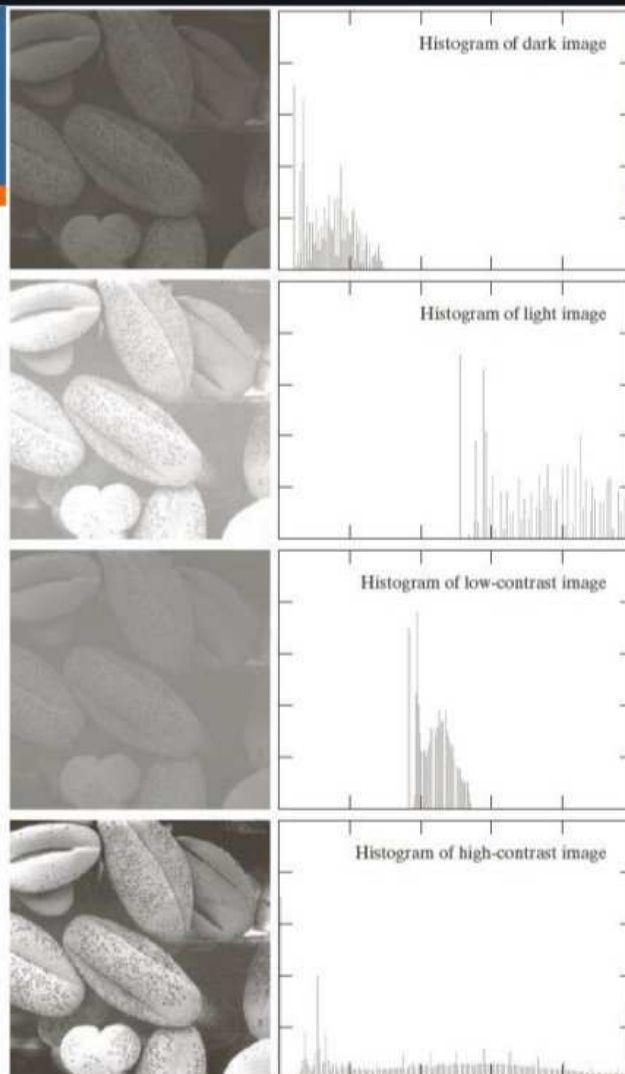 Histogram of dark image
Histogram of light image
Histogram of low-contrast image
Histogram of high-contrast image